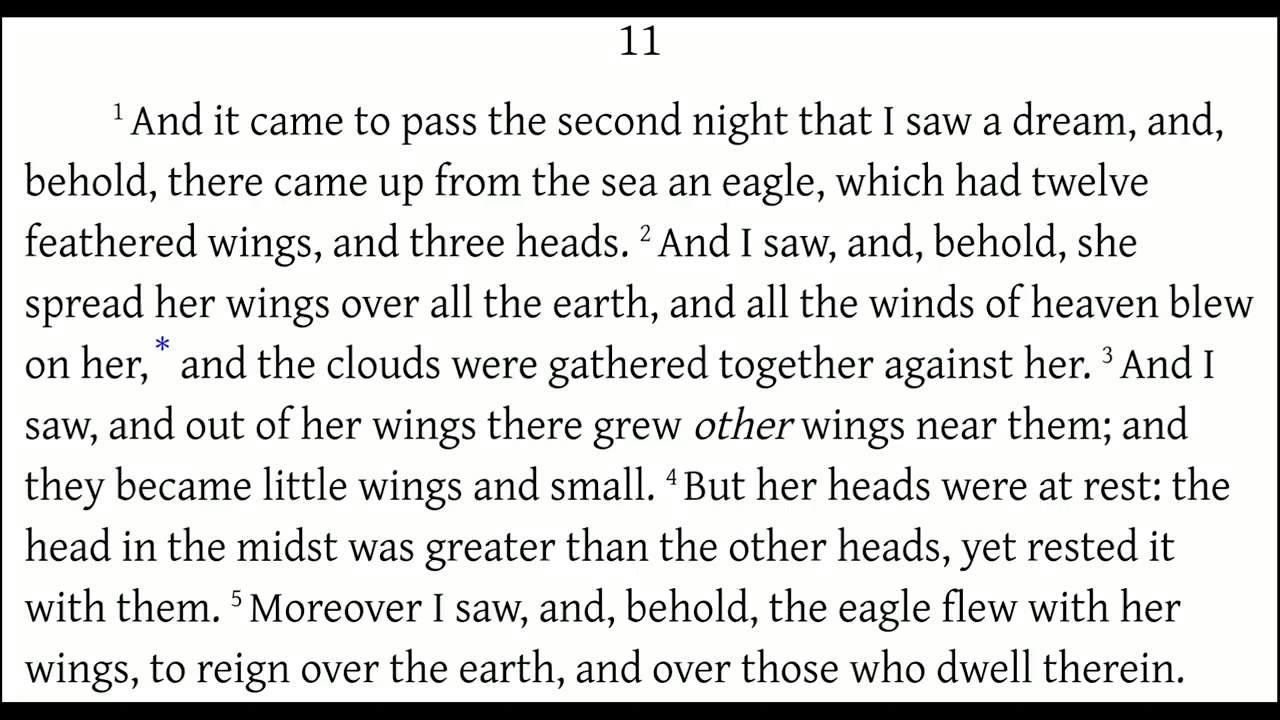 11
1 And it came to pass the second night that I saw a dream, and,
behold, there came up from the sea an eagle, which had twelve
feathered wings, and three heads. 2 And I saw, and, behold, she
spread her wings over all the earth, and all the winds of heaven blew
on her,* and the clouds were gathered together against her. 3 And I
saw, and out of her wings there grew other wings near them; and
they became little wings and small. 4 But her heads were at rest: the
head in the midst was greater than the other heads, yet rested it
with them. 5 Moreover I saw, and, behold, the eagle flew with her
wings, to reign over the earth, and over those who dwell therein.